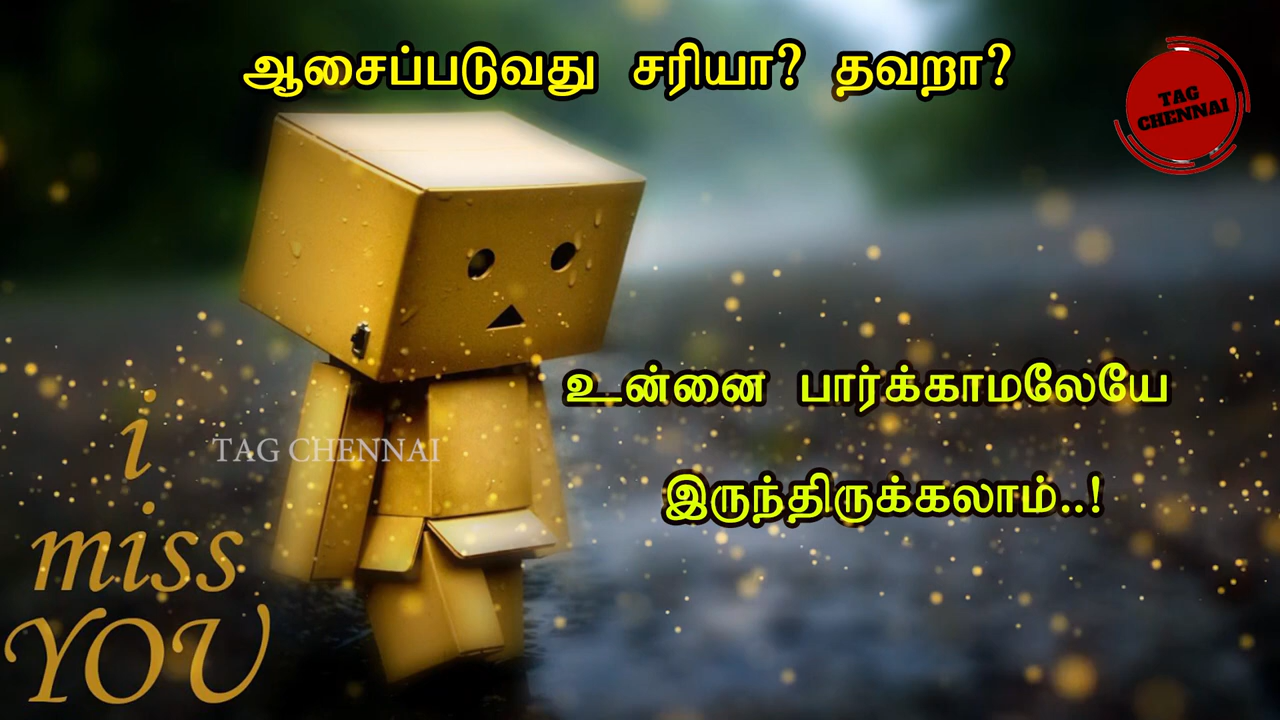 ஆசைப்படுவது சரியா? தவறா?
TAG
CHENNAI
உன்னை பார்க்காமலேயே
இருந்திருக்கலாம்..!
TAG CHENNAI
i
miss
YOU